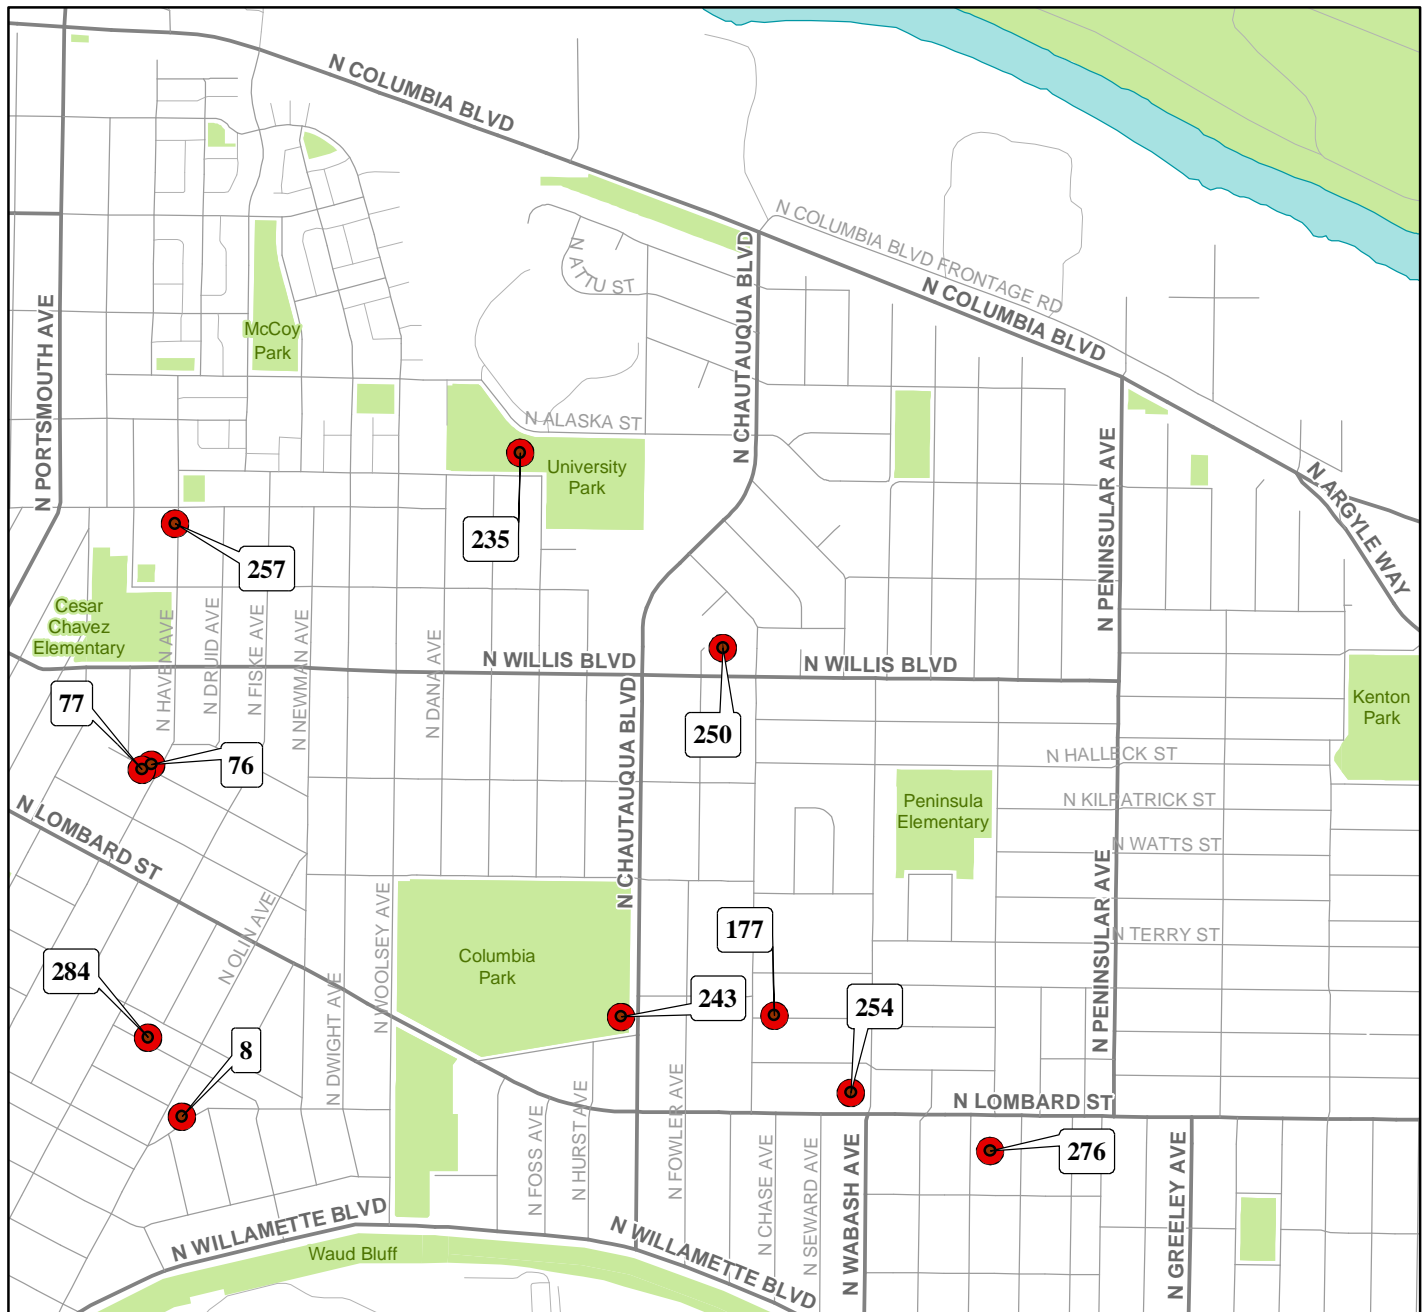 N COLUMBIA BLVD
N COLUMBIA BLVD FRONTAGE RD
N ATTU ST
N CHAUTAUQUA BLVD
N COLUMBIA BLVD
N PORTSMOUTH AVE
McCoy
Park
N ALASKA ST
N PENINSULAR AVE
N ARGYLE WAY
University
Park
235
257
Cesar
Chavez
Elementary
N HAVEN AVE
N DRUID AVE
N FISKE AVE
N NEWMAN AVE
N DANA AVE
N WILLIS BLVD
N WILLIS BLVD
77
76
250
N CHAUTAUQUA BLVD
Kenton
Park
N HALLECK ST
N KILPATRICK ST
N WATTS ST
Peninsula
Elementary
N LOMBARD ST
N OLIN AVE
N WOOLSEY AVE
N DWIGHT AVE
Columbia
Park
177
N TERRY ST
N PENINSULAR AVE
284
243
254
8
N LOMBARD ST
N FOSS AVE
N HURST AVE
N FOWLER AVE
N CHASE AVE
N SEWARD AVE
N WABASH AVE
276
N GREELEY AVE
N WILLAMETTE BLVD
Waud Bluff
N WILLAMETTE BLVD